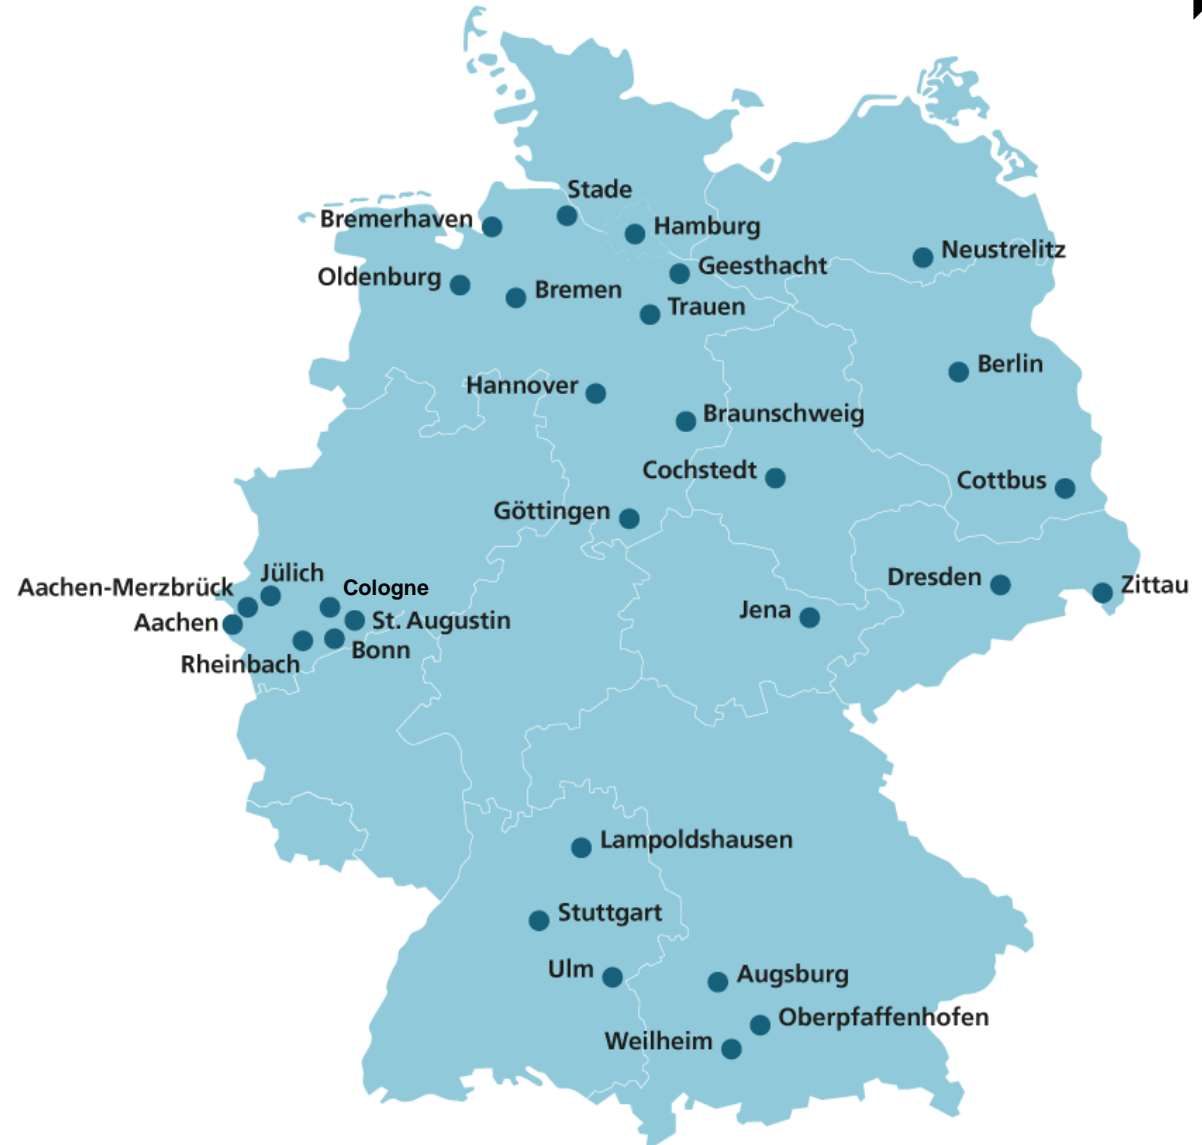 Stade
Bremerhaven
Hamburg
Neustrelitz
Geesthacht
Oldenburg
Bremen
Trauen
Berlin
Hannover
Braunschweig
Cochstedt
Cottbus
Göttingen
Jülich
Dresden
Zittau
Aachen-Merzbrück
Cologne
Jena
Aachen
St. Augustin
Bonn
Rheinbach
Lampoldshausen
Stuttgart
Ulm
Augsburg
Oberpfaffenhofen
Weilheim